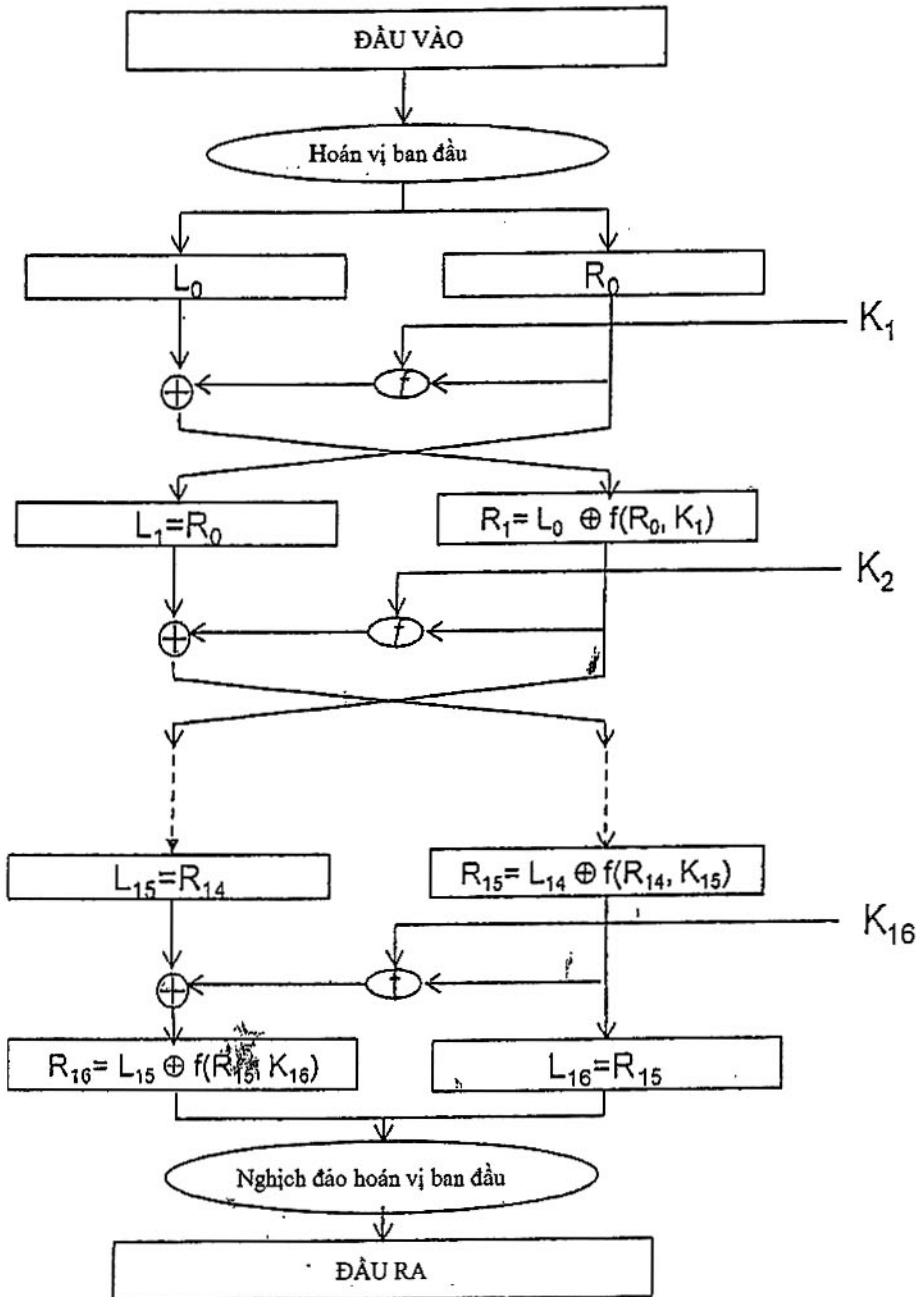 ĐẦU VÀO
Hoán vị ban đầu
L₀
R₀
K₁
f
L₁=R₀
R₁= L₀ ⊕ f(R₀, K₁)
K₂
f
L₁₅=R₁₄
R₁₅= L₁₄ ⊕ f(R₁₄, K₁₅)
K₁₆
f
R₁₆= L₁₅ ⊕ f(R₁₅, K₁₆)
L₁₆=R₁₅
Nghịch đảo hoán vị ban đầu
ĐẦU RA